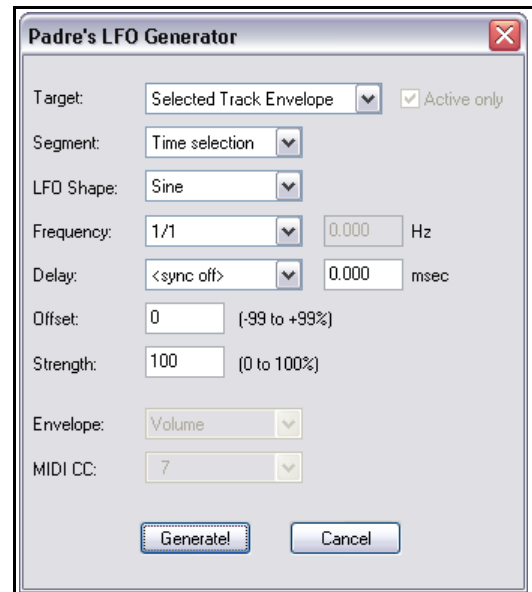 Padre's LFO Generator
Target: Selected Track Envelope Active only
Segment: Time selection
LFO Shape: Sine
Frequency: 1/1 0.000 Hz
Delay: <sync off> 0.000 msec
Offset: 0 (-99 to +99%)
Strength: 100 (0 to 100%)
Envelope: Volume
MIDI CC: 7
Generate! Cancel